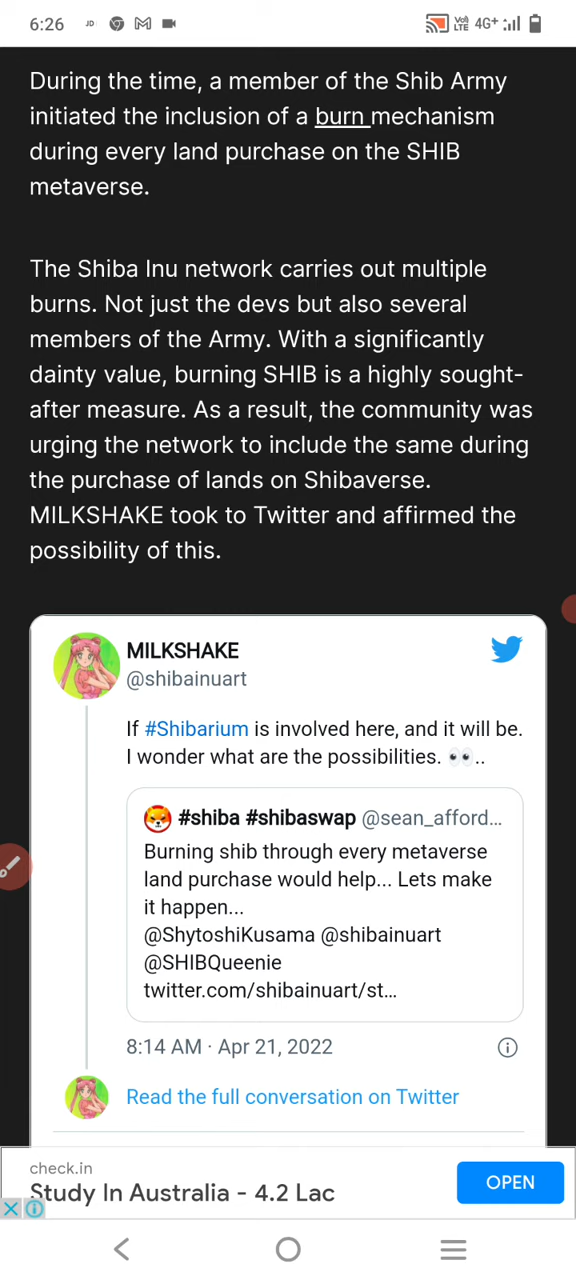 6:26 JD Vo) LTE 4G+
During the time, a member of the Shib Army
initiated the inclusion of a burn mechanism
during every land purchase on the SHIB
metaverse.
The Shiba Inu network carries out multiple
burns. Not just the devs but also several
members of the Army. With a significantly
dainty value, burning SHIB is a highly sought-
after measure. As a result, the community was
urging the network to include the same during
the purchase of lands on Shibaverse.
MILKSHAKE took to Twitter and affirmed the
possibility of this.
MILKSHAKE
@shibainuart
If #Shibarium is involved here, and it will be.
I wonder what are the possibilities. 👀..
#shiba #shibaswap @sean_afford...
Burning shib through every metaverse
land purchase would help... Lets make
it happen...
@ShytoshiKusama @shibainuart
@SHIBQueenie
twitter.com/shibainuart/st...
8:14 AM · Apr 21, 2022
Read the full conversation on Twitter
check.in
Study In Australia - 4.2 Lac
OPEN